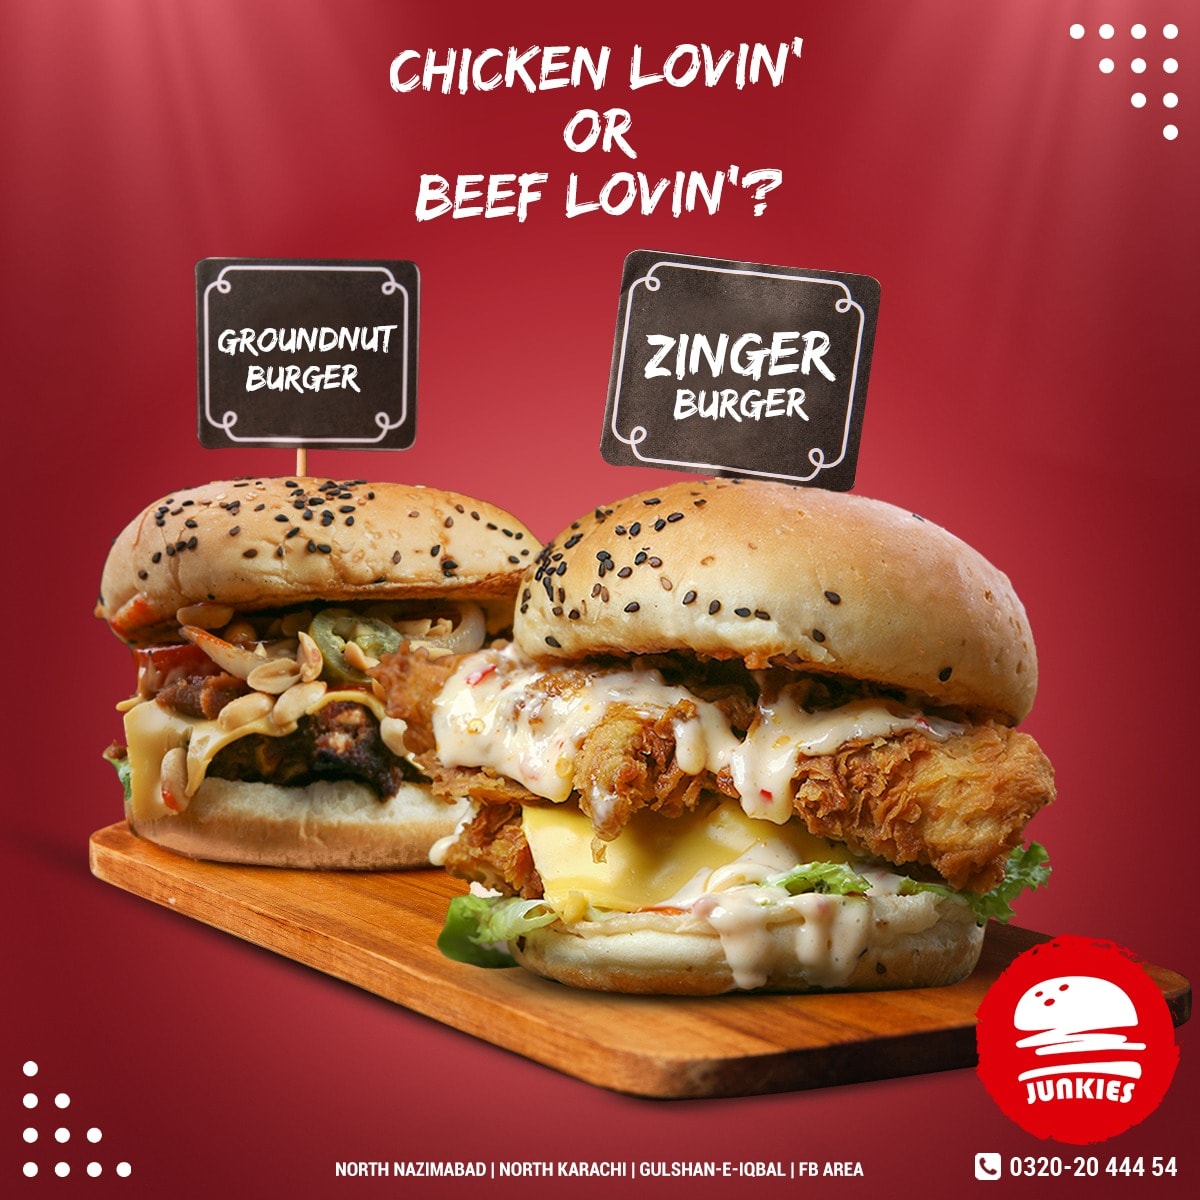 CHICKEN LOVIN'
OR
BEEF LOVIN'?
GROUNDNUT
BURGER
ZINGER
BURGER
JUNKIES
NORTH NAZIMABAD | NORTH KARACHI | GULSHAN-E-IQBAL | FB AREA
0320-20 444 54